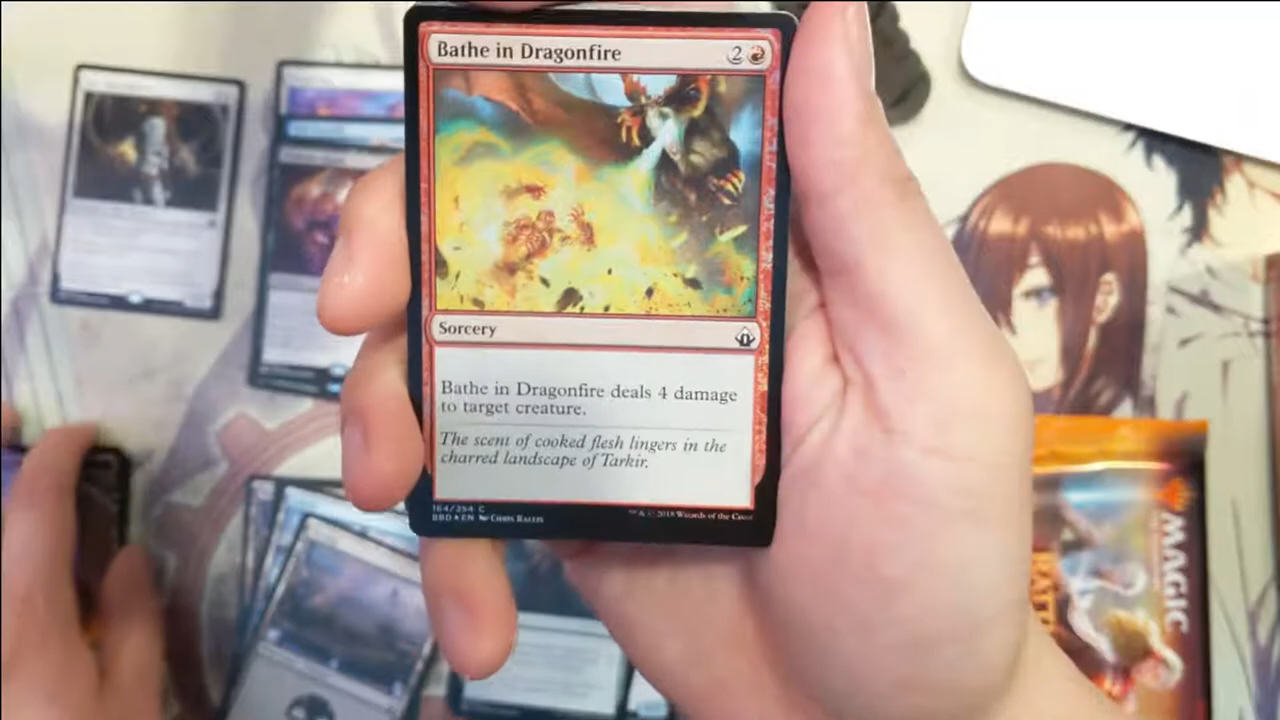 Bathe in Dragonfire 2
Sorcery
Bathe in Dragonfire deals 4 damage
to target creature.
The scent of cooked flesh lingers in the
charred landscape of Tarkir.
164/254 C
BBD★EN Chris Rallis
™ & © 2018 Wizards of the Coast
MAGIC